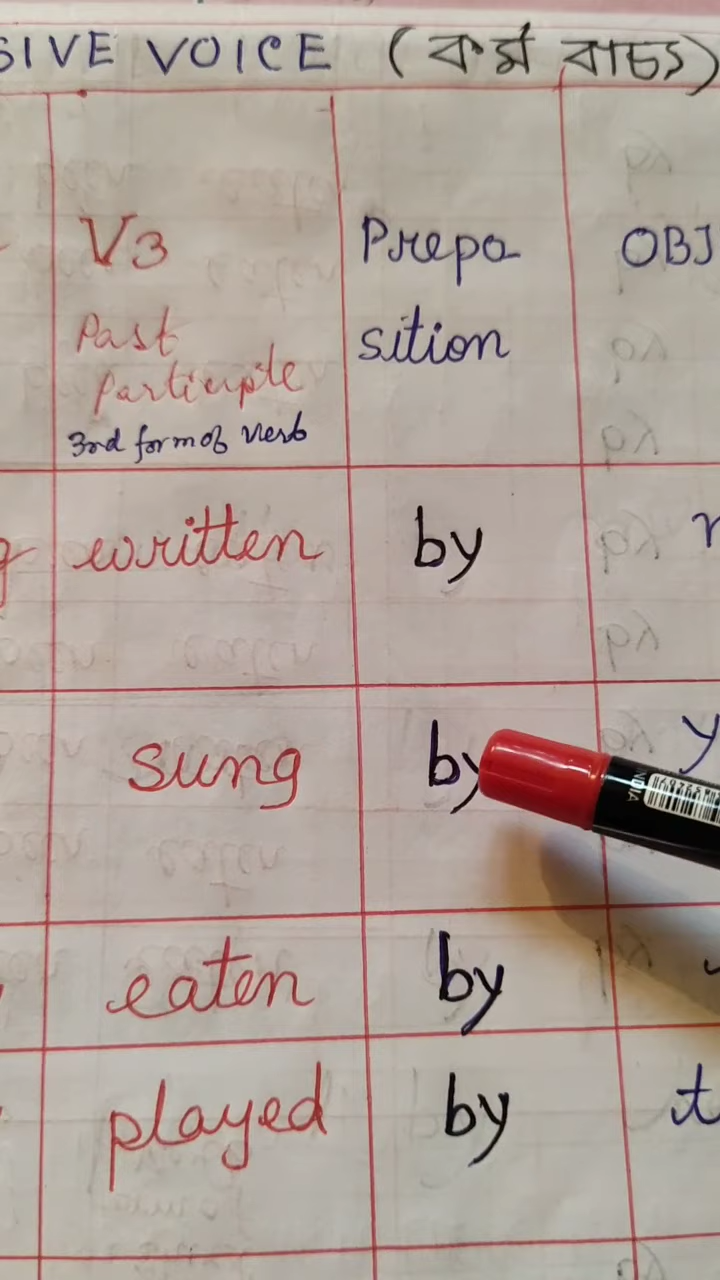 SIVE VOICE (কর্ম বাচ্য)
V3 Prepo OBJ
Past sition
Participle
3rd form of verb
written by
sung by
eaten by
played by